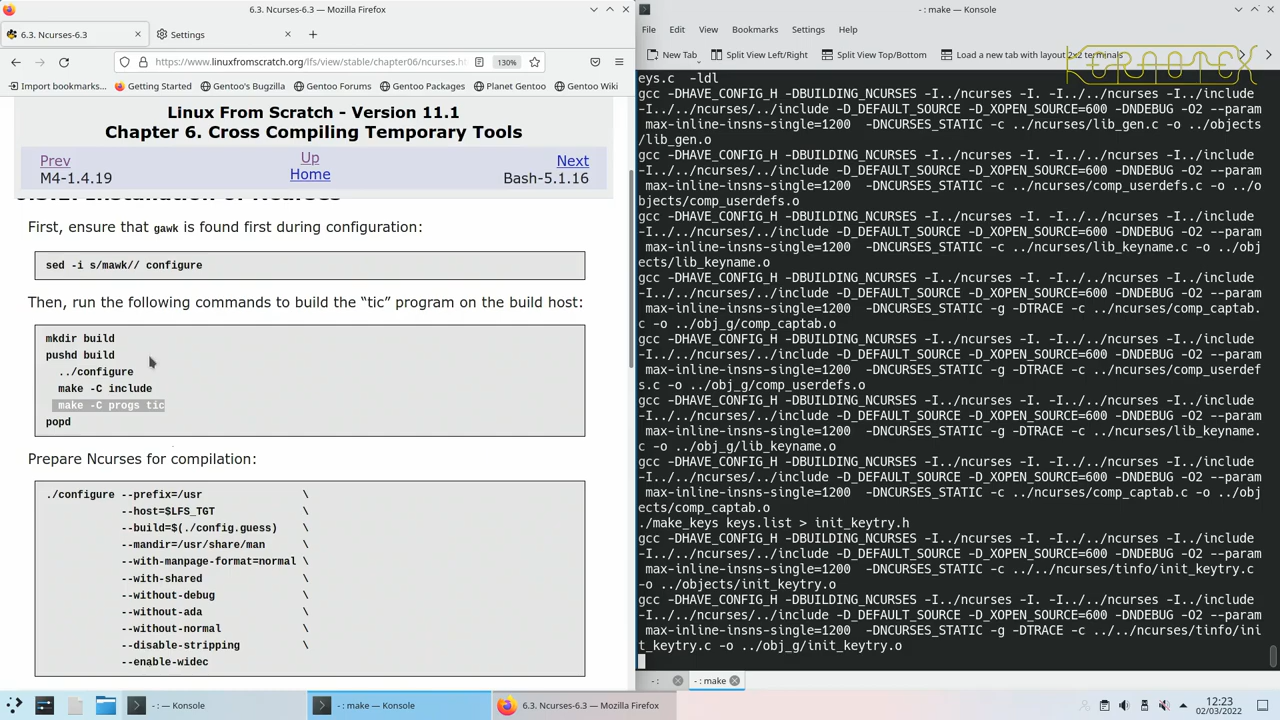 6.3. Ncurses-6.3 — Mozilla Firefox
6.3. Ncurses-6.3
Settings
https://www.linuxfromscratch.org/lfs/view/stable/chapter06/ncurses.h
130%
Import bookmarks...
Getting Started
Gentoo's Bugzilla
Gentoo Forums
Gentoo Packages
Planet Gentoo
Gentoo Wiki
Linux From Scratch - Version 11.1
Chapter 6. Cross Compiling Temporary Tools
Prev
Up
Next
M4-1.4.19
Home
Bash-5.1.16
6.3.2. Installation of Ncurses
First, ensure that gawk is found first during configuration:
sed -i s/mawk// configure
Then, run the following commands to build the “tic” program on the build host:
mkdir build
pushd build
../configure
make -C include
make -C progs tic
popd
Prepare Ncurses for compilation:
./configure --prefix=/usr \
--host=$LFS_TGT \
--build=$(./config.guess) \
--mandir=/usr/share/man \
--with-manpage-format=normal \
--with-shared \
--without-debug \
--without-ada \
--without-normal \
--disable-stripping \
--enable-widec
- : make — Konsole
File Edit View Bookmarks Settings Help
New Tab
Split View Left/Right
Split View Top/Bottom
Load a new tab with layout 2x2 terminals
KERNOTEX
eys.c -ldl
gcc -DHAVE_CONFIG_H -DBUILDING_NCURSES -I../ncurses -I. -I../../ncurses -I../include
-I../../ncurses/../include -D_DEFAULT_SOURCE -D_XOPEN_SOURCE=600 -DNDEBUG -O2 --param
max-inline-insns-single=1200 -DNCURSES_STATIC -c ../ncurses/lib_gen.c -o ../objects
/lib_gen.o
gcc -DHAVE_CONFIG_H -DBUILDING_NCURSES -I../ncurses -I. -I../../ncurses -I../include
-I../../ncurses/../include -D_DEFAULT_SOURCE -D_XOPEN_SOURCE=600 -DNDEBUG -O2 --param
max-inline-insns-single=1200 -DNCURSES_STATIC -c ../ncurses/comp_userdefs.c -o ../o
bjects/comp_userdefs.o
gcc -DHAVE_CONFIG_H -DBUILDING_NCURSES -I../ncurses -I. -I../../ncurses -I../include
-I../../ncurses/../include -D_DEFAULT_SOURCE -D_XOPEN_SOURCE=600 -DNDEBUG -O2 --param
max-inline-insns-single=1200 -DNCURSES_STATIC -c ../ncurses/lib_keyname.c -o ../obj
ects/lib_keyname.o
gcc -DHAVE_CONFIG_H -DBUILDING_NCURSES -I../ncurses -I. -I../../ncurses -I../include
-I../../ncurses/../include -D_DEFAULT_SOURCE -D_XOPEN_SOURCE=600 -DNDEBUG -O2 --param
max-inline-insns-single=1200 -DNCURSES_STATIC -g -DTRACE -c ../ncurses/comp_captab.
c -o ../obj_g/comp_captab.o
gcc -DHAVE_CONFIG_H -DBUILDING_NCURSES -I../ncurses -I. -I../../ncurses -I../include
-I../../ncurses/../include -D_DEFAULT_SOURCE -D_XOPEN_SOURCE=600 -DNDEBUG -O2 --param
max-inline-insns-single=1200 -DNCURSES_STATIC -g -DTRACE -c ../ncurses/comp_userdef
s.c -o ../obj_g/comp_userdefs.o
gcc -DHAVE_CONFIG_H -DBUILDING_NCURSES -I../ncurses -I. -I../../ncurses -I../include
-I../../ncurses/../include -D_DEFAULT_SOURCE -D_XOPEN_SOURCE=600 -DNDEBUG -O2 --param
max-inline-insns-single=1200 -DNCURSES_STATIC -g -DTRACE -c ../ncurses/lib_keyname.
c -o ../obj_g/lib_keyname.o
gcc -DHAVE_CONFIG_H -DBUILDING_NCURSES -I../ncurses -I. -I../../ncurses -I../include
-I../../ncurses/../include -D_DEFAULT_SOURCE -D_XOPEN_SOURCE=600 -DNDEBUG -O2 --param
max-inline-insns-single=1200 -DNCURSES_STATIC -c ../ncurses/comp_captab.c -o ../obj
ects/comp_captab.o
./make_keys keys.list > init_keytry.h
gcc -DHAVE_CONFIG_H -DBUILDING_NCURSES -I../ncurses -I. -I../../ncurses -I../include
-I../../ncurses/../include -D_DEFAULT_SOURCE -D_XOPEN_SOURCE=600 -DNDEBUG -O2 --param
max-inline-insns-single=1200 -DNCURSES_STATIC -c ../../ncurses/tinfo/init_keytry.c
-o ../objects/init_keytry.o
gcc -DHAVE_CONFIG_H -DBUILDING_NCURSES -I../ncurses -I. -I../../ncurses -I../include
-I../../ncurses/../include -D_DEFAULT_SOURCE -D_XOPEN_SOURCE=600 -DNDEBUG -O2 --param
max-inline-insns-single=1200 -DNCURSES_STATIC -g -DTRACE -c ../../ncurses/tinfo/ini
t_keytry.c -o ../obj_g/init_keytry.o
- :
- : make
- : — Konsole
- : make — Konsole
6.3. Ncurses-6.3 — Mozilla Firefox
12:23
02/03/2022